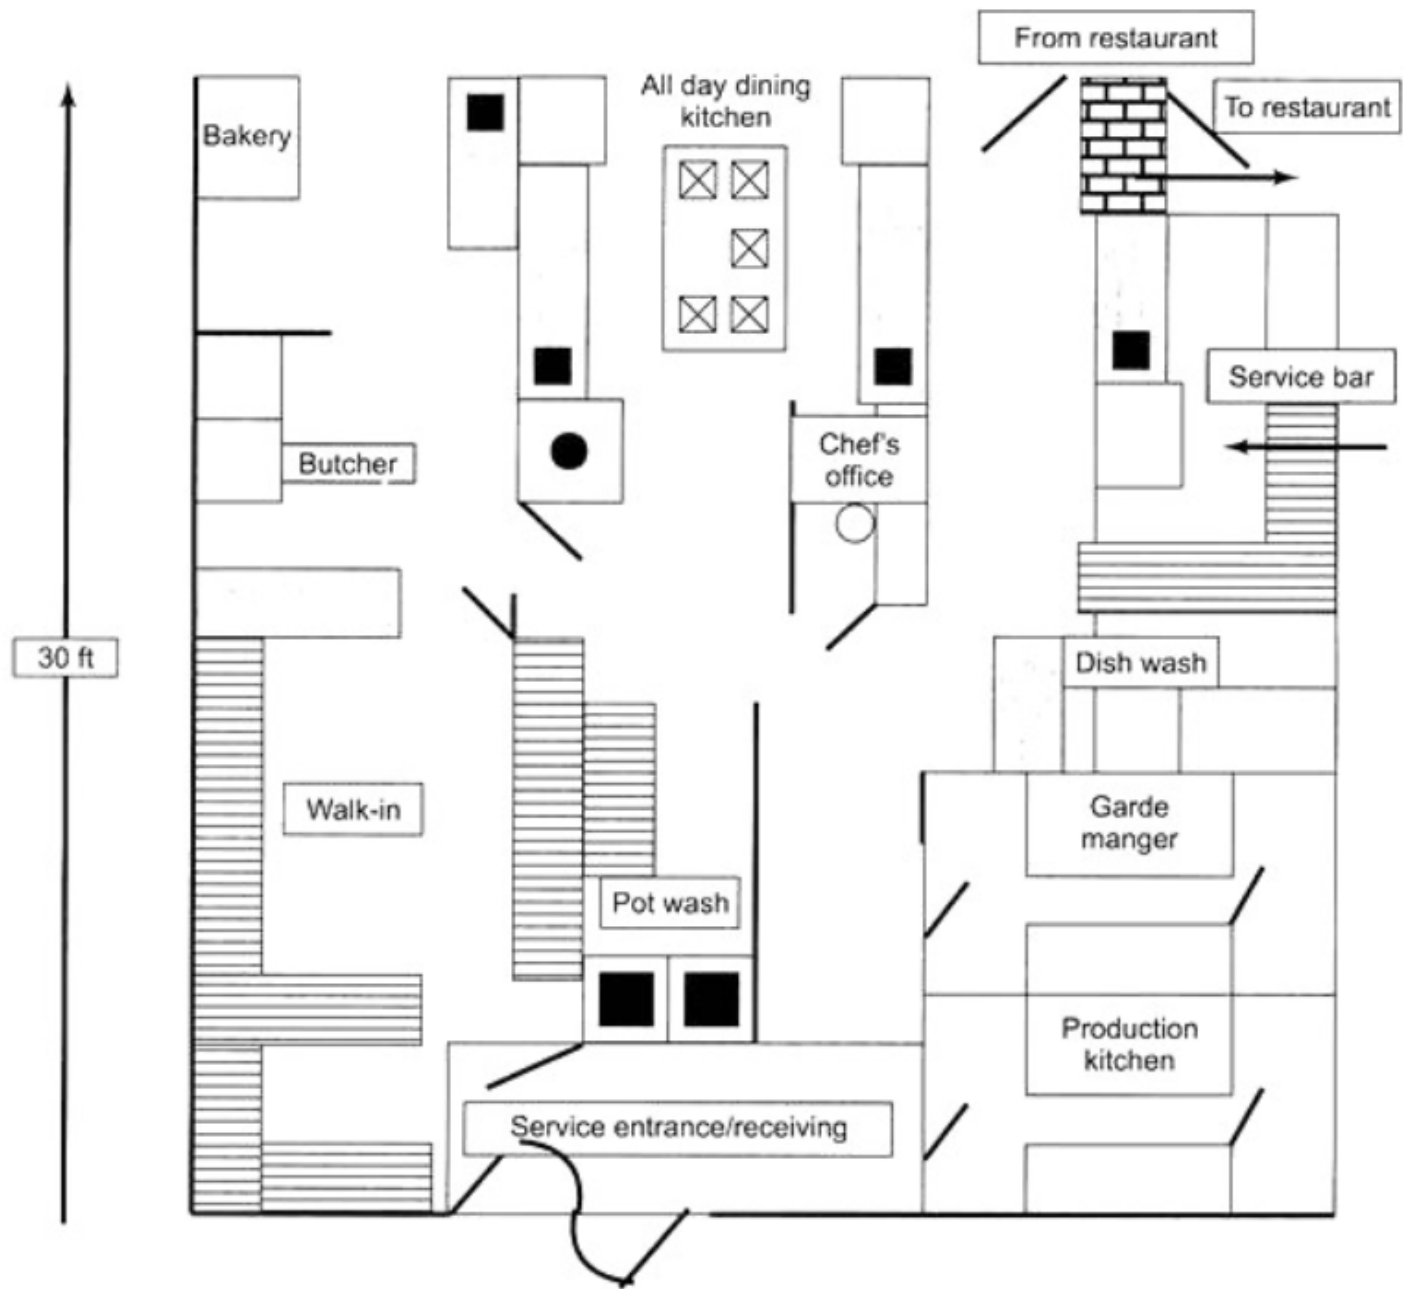 From restaurant
All day dining
kitchen
To restaurant
Bakery
Service bar
Chef's
office
Butcher
30 ft
Dish wash
Walk-in
Garde
manger
Pot wash
Production
kitchen
Service entrance/receiving